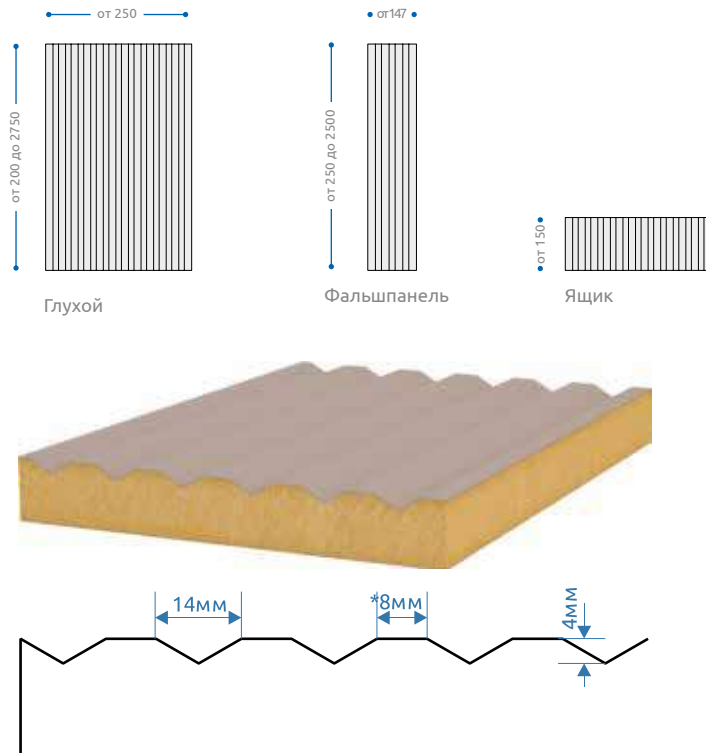 от 250
от147
от 200 до 2750
от 250 до 2500
от 150
Глухой
Фальшпанель
Ящик
14мм
*8мм
4мм